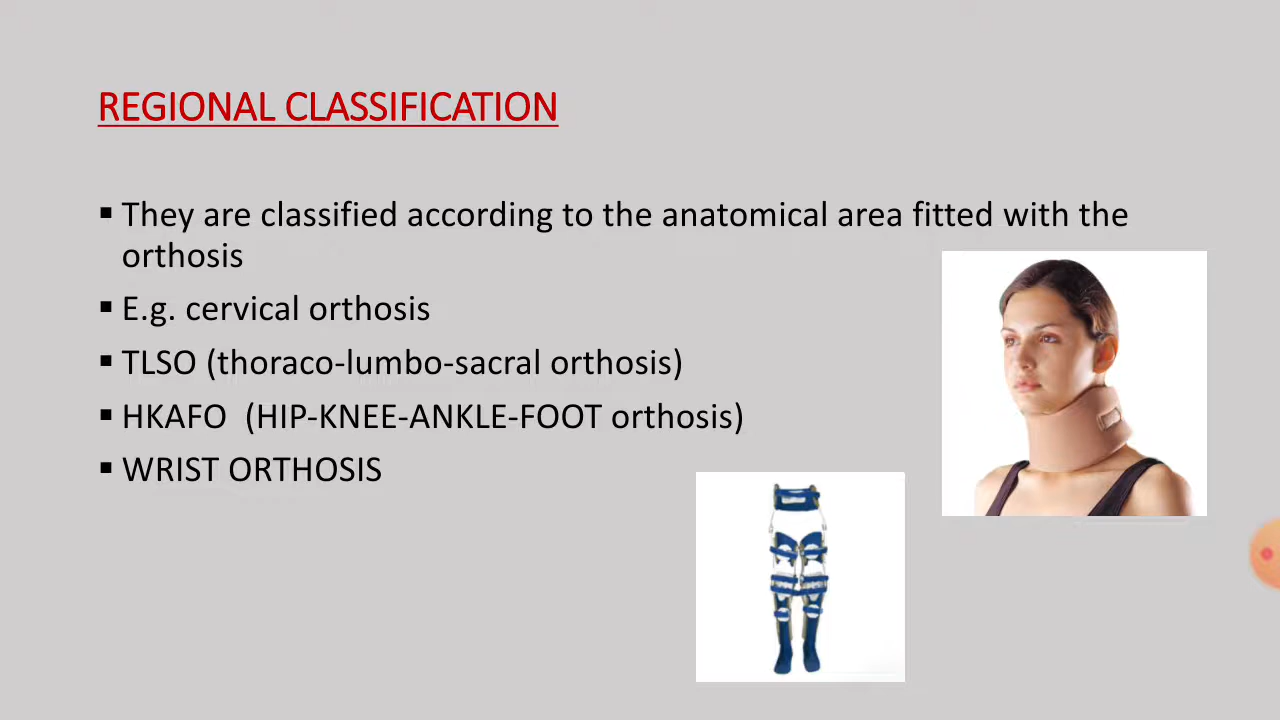 REGIONAL CLASSIFICATION
▪ They are classified according to the anatomical area fitted with the
orthosis
▪ E.g. cervical orthosis
▪ TLSO (thoraco-lumbo-sacral orthosis)
▪ HKAFO  (HIP-KNEE-ANKLE-FOOT orthosis)
▪ WRIST ORTHOSIS